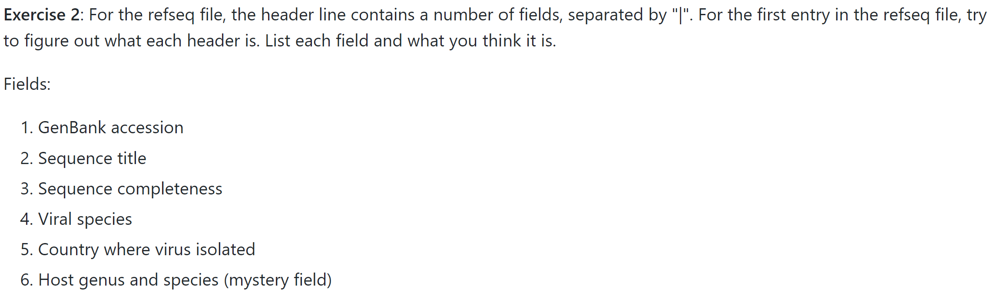 Exercise 2: For the refseq file, the header line contains a number of fields, separated by "|". For the first entry in the refseq file, try
to figure out what each header is. List each field and what you think it is.
Fields:
1. GenBank accession
2. Sequence title
3. Sequence completeness
4. Viral species
5. Country where virus isolated
6. Host genus and species (mystery field)